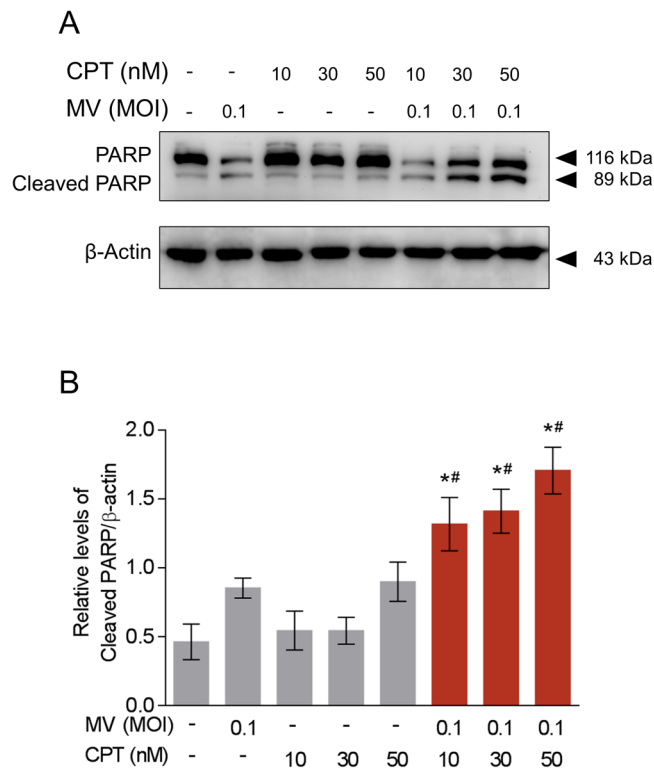 A
CPT (nM) - - 10 30 50 10 30 50
MV (MOI) - 0.1 - - - 0.1 0.1 0.1
PARP 116 kDa
Cleaved PARP 89 kDa
β-Actin 43 kDa
B
Relative levels of
Cleaved PARP/β-actin
2.0
1.5
1.0
0.5
0.0
*# *# *#
MV (MOI) - 0.1 - - - 0.1 0.1 0.1
CPT (nM) - - 10 30 50 10 30 50